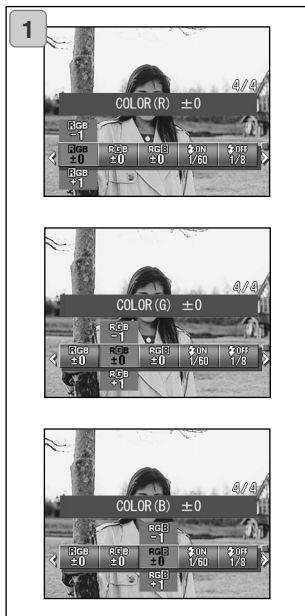 1
4/4
COLOR(R) ±0
RGB
-1
RGB RGB RGB ON OFF
±0 ±0 ±0 1/60 1/8
RGB
+1
4/4
COLOR(G) ±0
RGB
-1
RGB RGB RGB ON OFF
±0 ±0 ±0 1/60 1/8
RGB
+1
4/4
COLOR(B) ±0
RGB
-1
RGB RGB RGB ON OFF
±0 ±0 ±0 1/60 1/8
RGB
+1